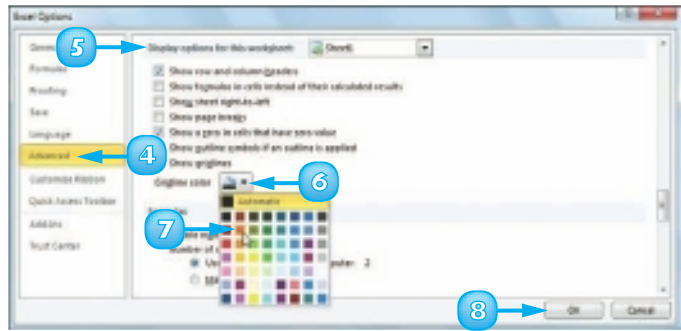 Excel Options
General
Formulas
Proofing
Save
Language
Advanced
Customize Ribbon
Quick Access Toolbar
Add-Ins
Trust Center
5
4
6
7
8
Display options for this worksheet: Sheet1
Show row and column headers
Show formulas in cells instead of their calculated results
Show sheet right-to-left
Show page breaks
Show a zero in cells that have zero value
Show outline symbols if an outline is applied
Show gridlines
Gridline color
Automatic
Formulas
Number of
2
OK
Cancel